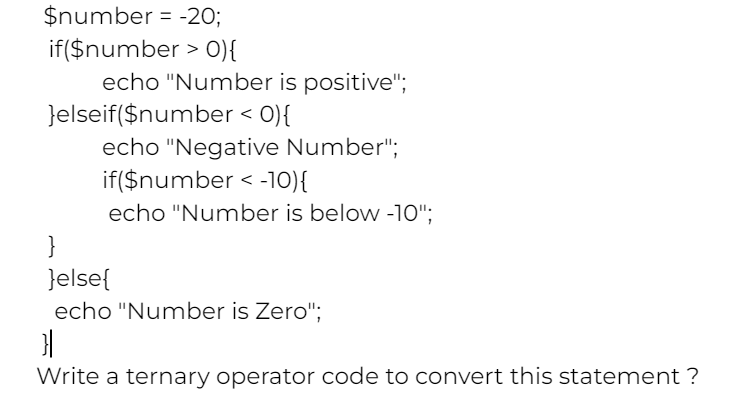 $number = -20;
if($number > 0){
echo "Number is positive";
}elseif($number < 0){
echo "Negative Number";
if($number < -10){
echo "Number is below -10";
}
}else{
echo "Number is Zero";
}
Write a ternary operator code to convert this statement ?